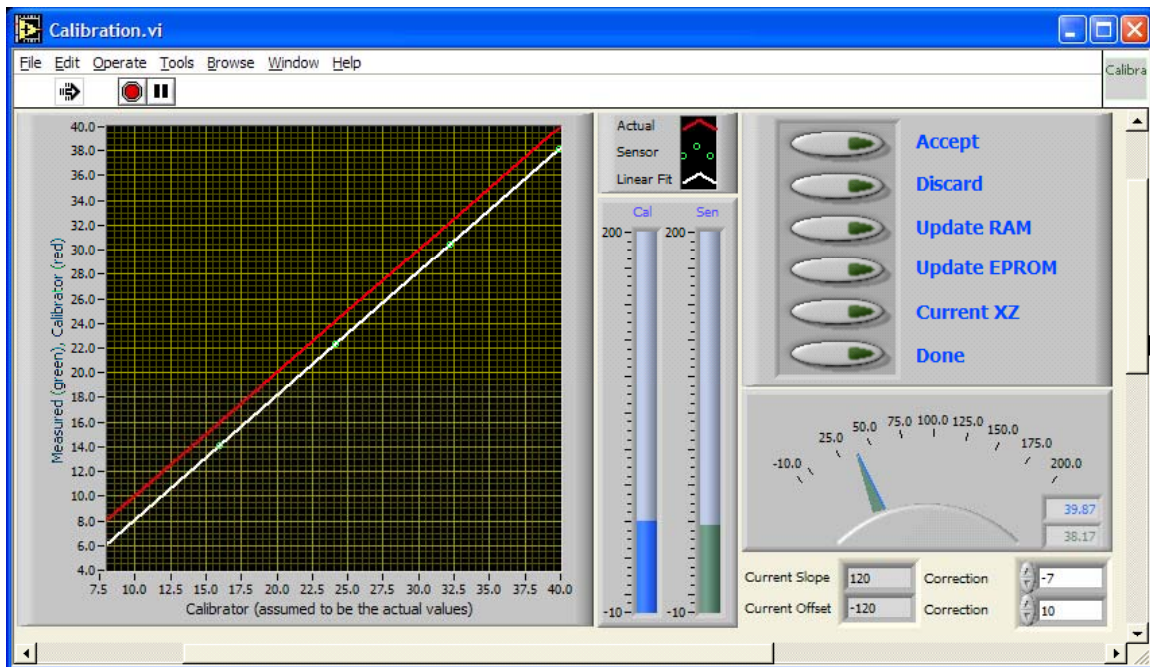 Calibration.vi
File Edit Operate Tools Browse Window Help
Calibra
40.0
38.0
36.0
34.0
32.0
30.0
28.0
26.0
24.0
22.0
20.0
18.0
16.0
14.0
12.0
10.0
8.0
6.0
4.0
Measured (green), Calibrator (red)
7.5 10.0 12.5 15.0 17.5 20.0 22.5 25.0 27.5 30.0 32.5 35.0 37.5 40.0
Calibrator (assumed to be the actual values)
Actual
Sensor
Linear Fit
Cal Sen
200 200
-10 -10
Accept
Discard
Update RAM
Update EPROM
Current XZ
Done
-10.0 25.0 50.0 75.0 100.0 125.0 150.0 175.0 200.0
39.87
38.17
Current Slope 120 Correction -7
Current Offset -120 Correction 10